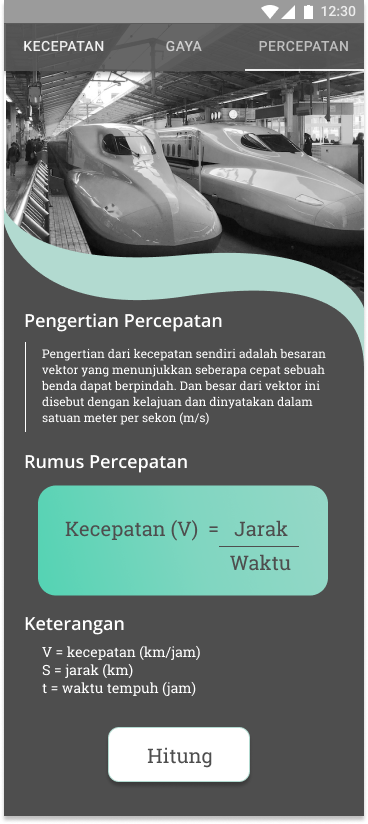 12:30
KECEPATAN GAYA PERCEPATAN
Pengertian Percepatan
Pengertian dari kecepatan sendiri adalah besaran
vektor yang menunjukkan seberapa cepat sebuah
benda dapat berpindah. Dan besar dari vektor ini
disebut dengan kelajuan dan dinyatakan dalam
satuan meter per sekon (m/s)
Rumus Percepatan
Kecepatan (V) = Jarak
Waktu
Keterangan
V = kecepatan (km/jam)
S = jarak (km)
t = waktu tempuh (jam)
Hitung